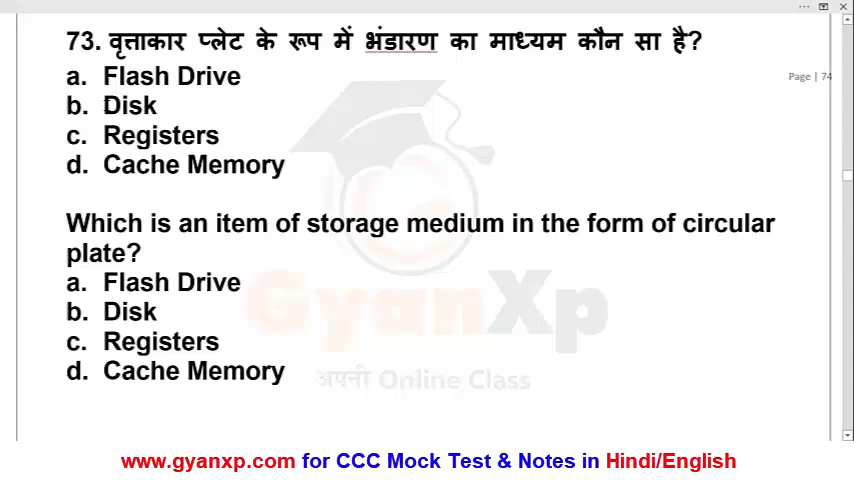 73. वृत्ताकार प्लेट के रूप में भंडारण का माध्यम कौन सा है?
a. Flash Drive
Page | 74
b. Disk
c. Registers
d. Cache Memory
Which is an item of storage medium in the form of circular
plate?
a. Flash Drive
b. Disk
c. Registers
d. Cache Memory
GyanXp
अपनी Online Class
www.gyanxp.com for CCC Mock Test & Notes in Hindi/English